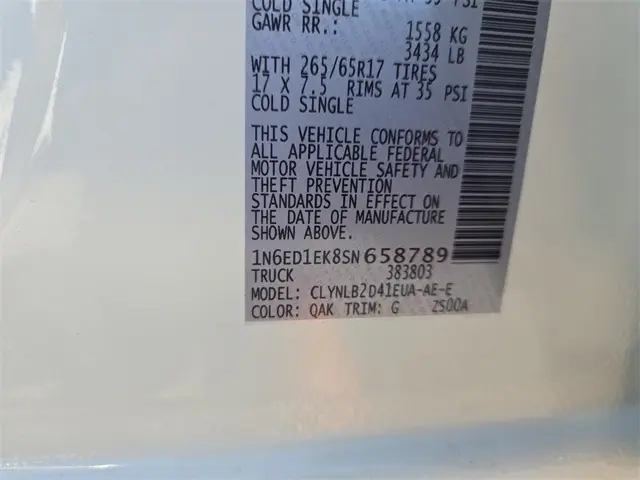 COLD SINGLE
GAWR RR.: 1558 KG
3434 LB
WITH 265/65R17 TIRES
17 X 7.5 RIMS AT 35 PSI
COLD SINGLE
THIS VEHICLE CONFORMS TO
ALL APPLICABLE FEDERAL
MOTOR VEHICLE SAFETY AND
THEFT PREVENTION
STANDARDS IN EFFECT ON
THE DATE OF MANUFACTURE
SHOWN ABOVE.
1N6ED1EK8SN658789
TRUCK 383803
MODEL: CLYNLB2D41EUA-AE-E
COLOR: QAK TRIM: G 2S00A